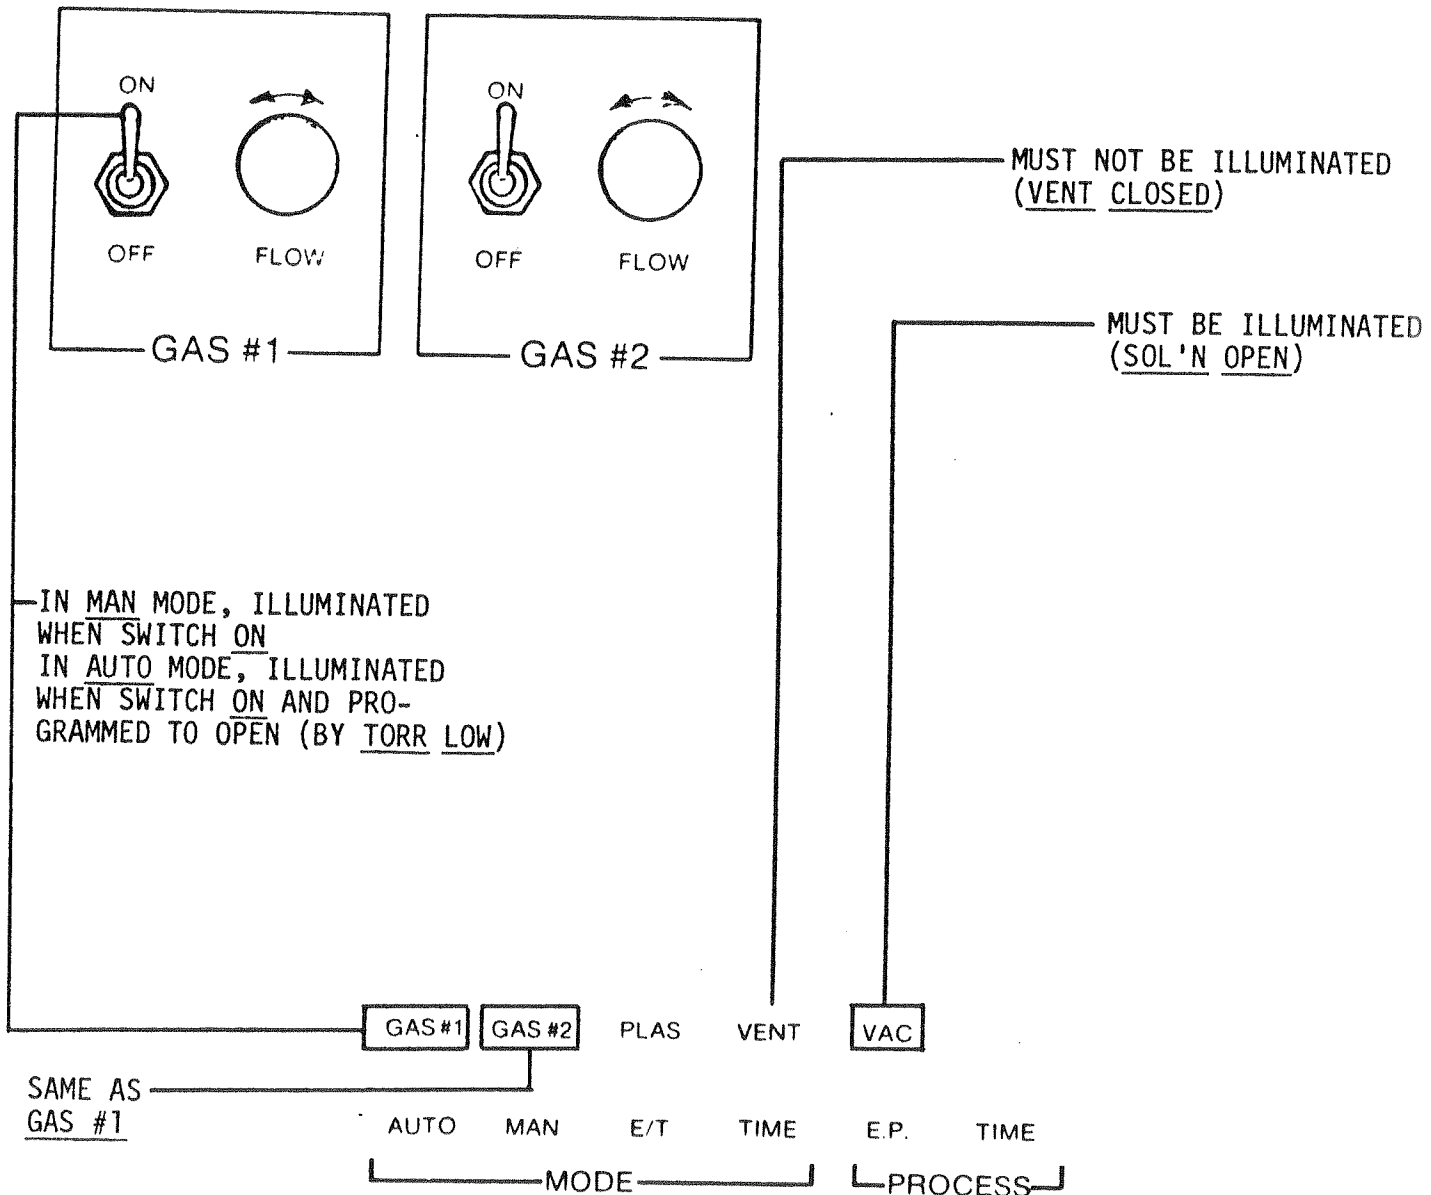 ON
OFF
FLOW
GAS #1
ON
OFF
FLOW
GAS #2
MUST NOT BE ILLUMINATED
(VENT CLOSED)
MUST BE ILLUMINATED
(SOL'N OPEN)
IN MAN MODE, ILLUMINATED
WHEN SWITCH ON
IN AUTO MODE, ILLUMINATED
WHEN SWITCH ON AND PRO-
GRAMMED TO OPEN (BY TORR LOW)
GAS #1 GAS #2 PLAS VENT VAC
SAME AS
GAS #1
AUTO MAN E/T TIME E.P. TIME
MODE PROCESS